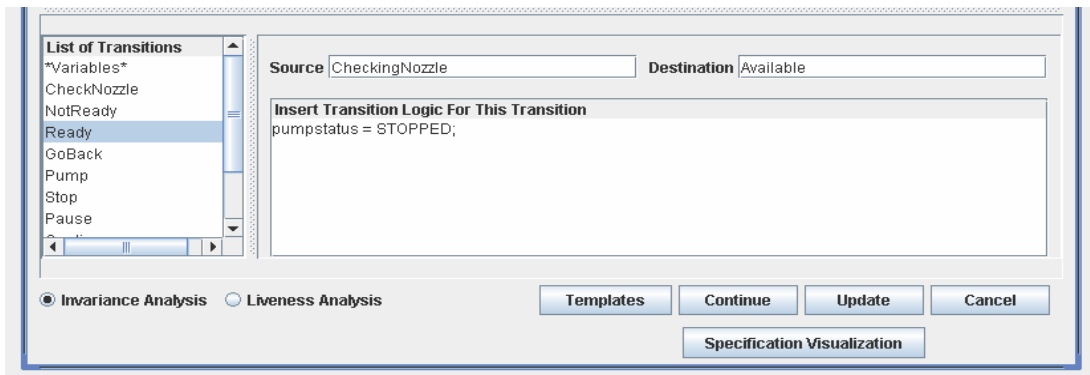 List of Transitions
*Variables*
CheckNozzle
NotReady
Ready
GoBack
Pump
Stop
Pause
Source CheckingNozzle Destination Available
Insert Transition Logic For This Transition
pumpstatus = STOPPED;
Invariance Analysis Liveness Analysis Templates Continue Update Cancel
Specification Visualization